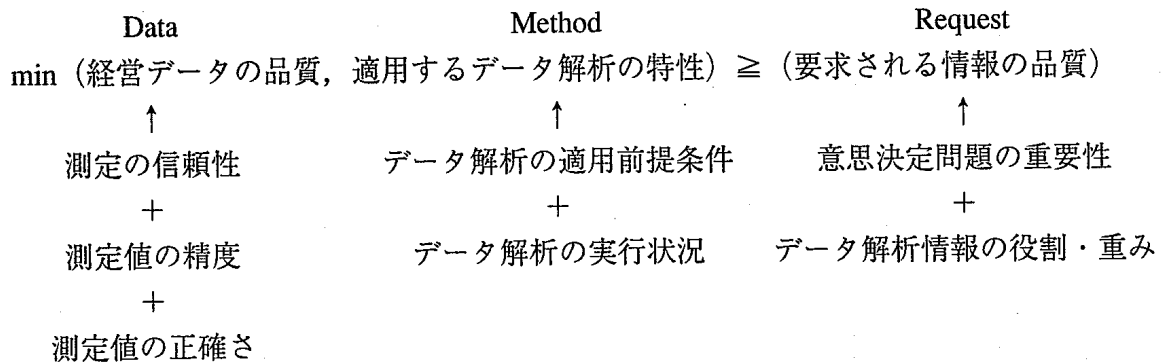 Data Method Request
min（経営データの品質，適用するデータ解析の特性）≧（要求される情報の品質）
↑ ↑ ↑
測定の信頼性 データ解析の適用前提条件 意思決定問題の重要性
＋ ＋ ＋
測定値の精度 データ解析の実行状況 データ解析情報の役割・重み
＋
測定値の正確さ